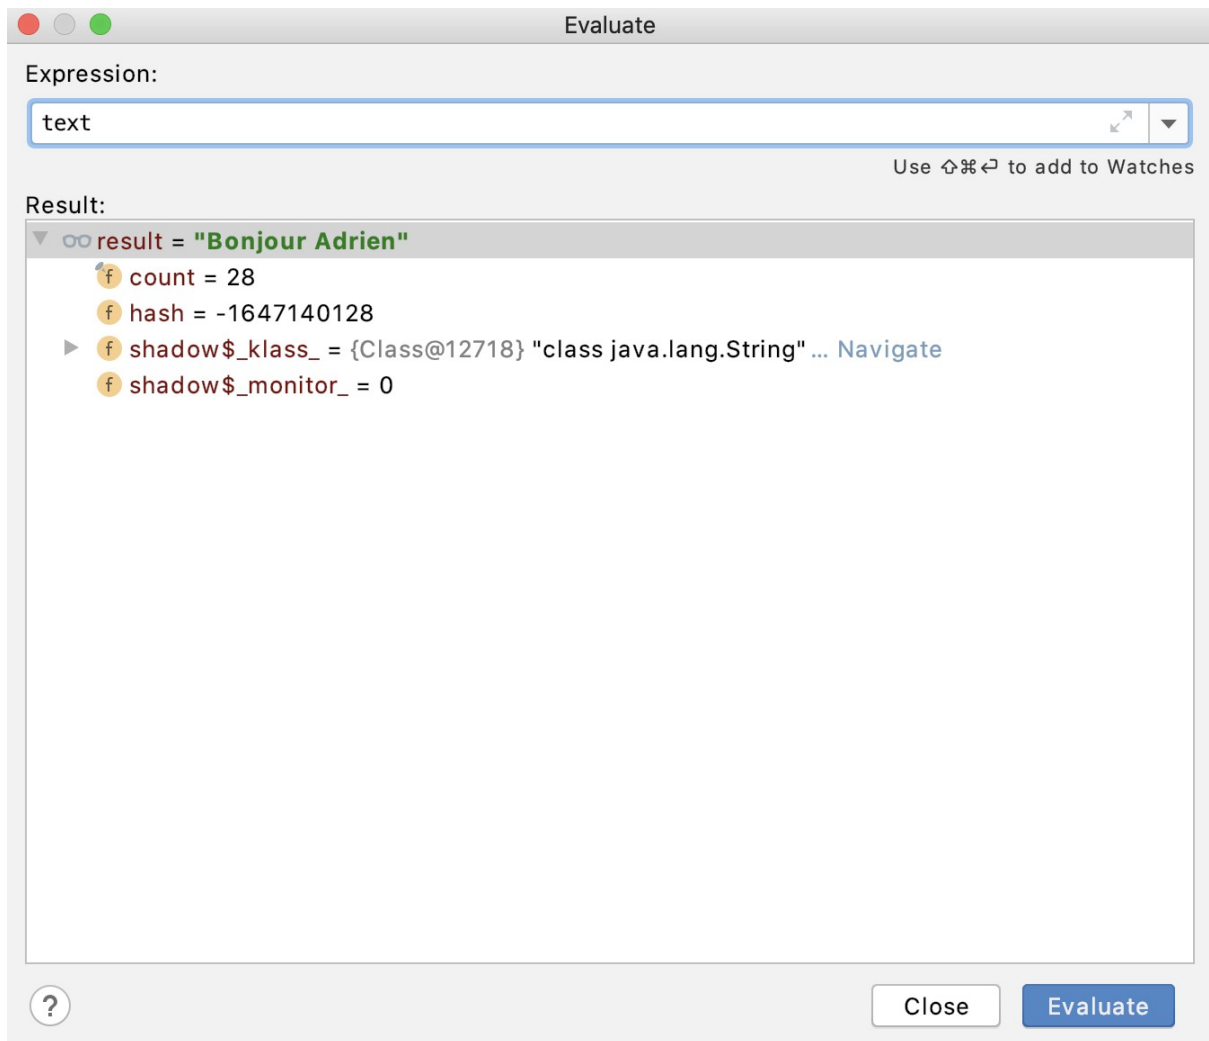 Evaluate
Expression:
text
Use ⇧⌘⏎ to add to Watches
Result:
result = "Bonjour Adrien"
f count = 28
f hash = -1647140128
f shadow$_klass_ = {Class@12718} "class java.lang.String" ... Navigate
f shadow$_monitor_ = 0
? Close Evaluate